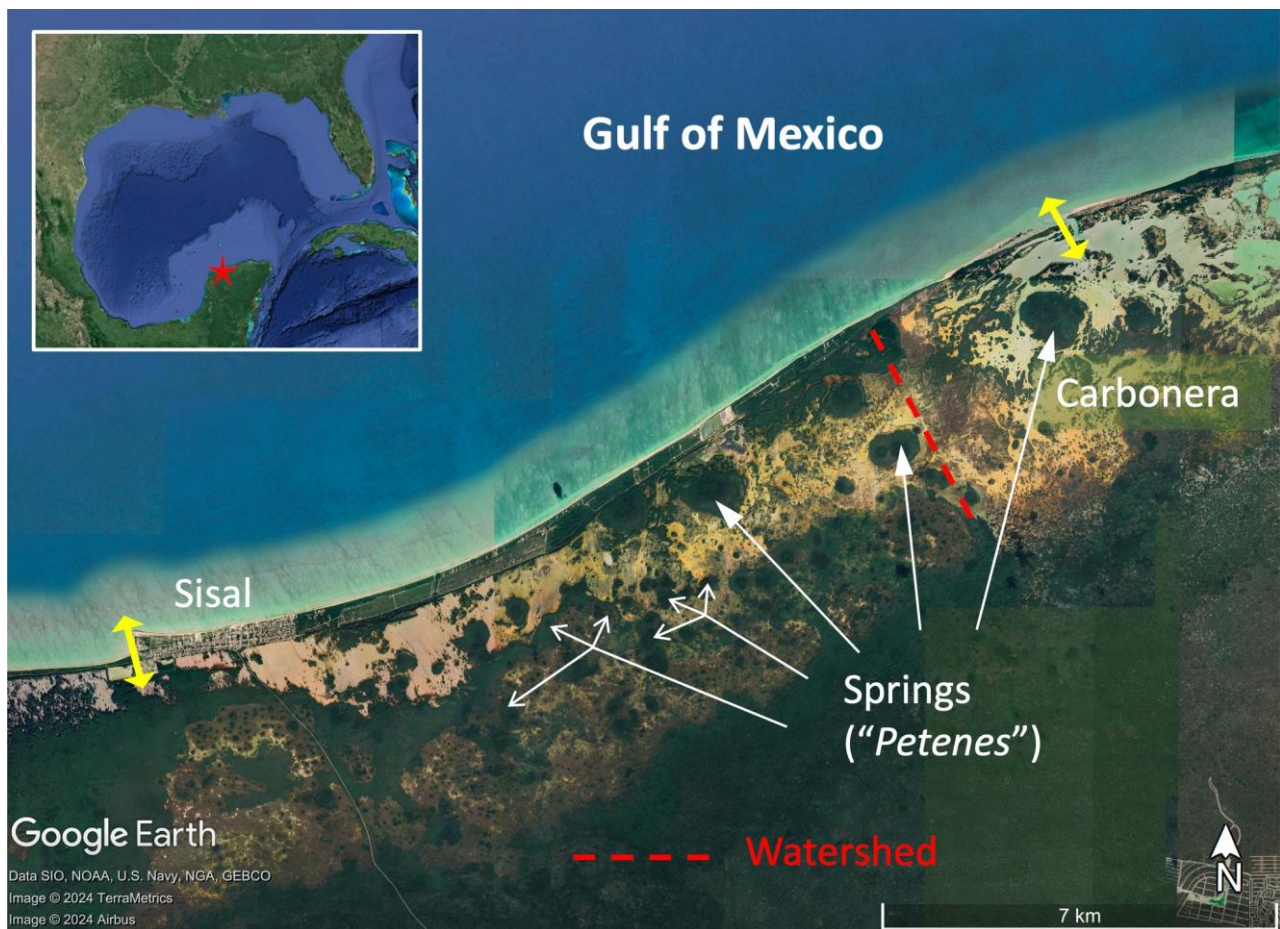 Gulf of Mexico
Carbonera
Sisal
Springs
(“Petenes”)
Watershed
Google Earth
Data SIO, NOAA, U.S. Navy, NGA, GEBCO
Image © 2024 TerraMetrics
Image © 2024 Airbus
N
7 km